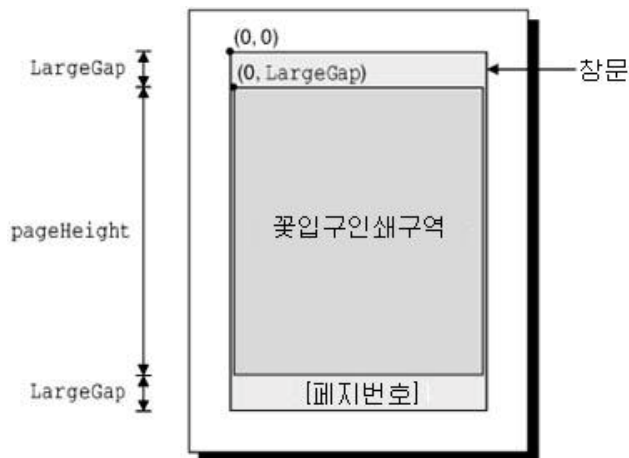 (0, 0)
LargeGap
창문
(0, LargeGap)
pageHeight
꽃입구인쇄구역
LargeGap
[페지번호]